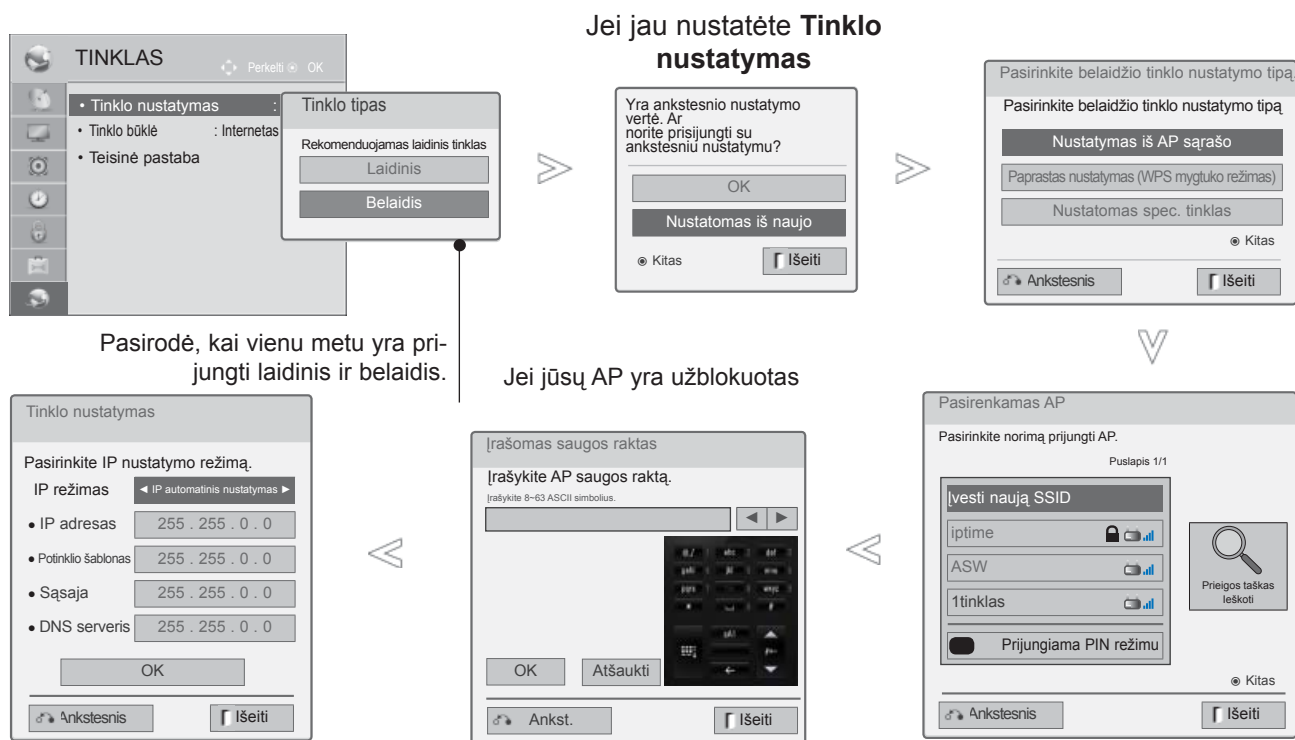 Jei jau nustatėte Tinklo
nustatymas
TINKLAS
Perkelti OK
• Tinklo nustatymas :
• Tinklo būklė : Internetas
• Teisinė pastaba
Tinklo tipas
Rekomenduojamas laidinis tinklas
Laidinis
Belaidis
Yra ankstesnio nustatymo
vertė. Ar
norite prisijungti su
ankstesniu nustatymu?
OK
Nustatomas iš naujo
Kitas
Išeiti
Pasirinkite belaidžio tinklo nustatymo tipą
Pasirinkite belaidžio tinklo nustatymo tipą
Nustatymas iš AP sąrašo
Paprastas nustatymas (WPS mygtuko režimas)
Nustatomas spec. tinklas
Kitas
Ankstesnis
Išeiti
Pasirodė, kai vienu metu yra pri-
jungti laidinis ir belaidis.
Jei jūsų AP yra užblokuotas
Pasirenkamas AP
Pasirinkite norimą prijungti AP.
Puslapis 1/1
Įvesti naują SSID
iptime
ASW
1tinklas
Prijungiama PIN režimu
Prieigos taškas
Ieškoti
Kitas
Ankstesnis
Išeiti
Įrašomas saugos raktas
Įrašykite AP saugos raktą.
Įrašykite 8~63 ASCII simbolius.
◄ ►
OK
Atšaukti
Ankst.
Išeiti
Tinklo nustatymas
Pasirinkite IP nustatymo režimą.
IP režimas ◄ IP automatinis nustatymas ►
• IP adresas 255 . 255 . 0 . 0
• Potinklio šablonas 255 . 255 . 0 . 0
• Sąsaja 255 . 255 . 0 . 0
• DNS serveris 255 . 255 . 0 . 0
OK
Ankstesnis
Išeiti